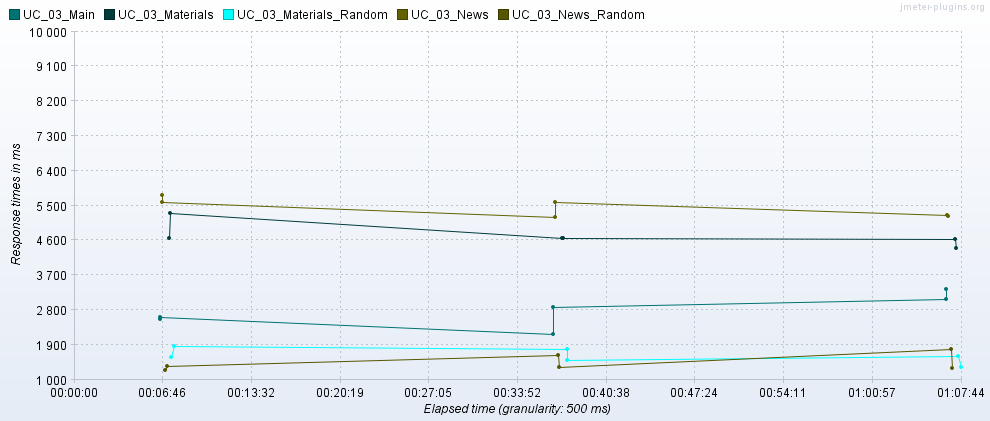 UC_03_Main UC_03_Materials UC_03_Materials_Random UC_03_News UC_03_News_Random
jmeter-plugins.org
10 000
9 100
8 200
7 300
6 400
5 500
4 600
3 700
2 800
1 900
1 000
Response times in ms
00:00:00 00:06:46 00:13:32 00:20:19 00:27:05 00:33:52 00:40:38 00:47:24 00:54:11 01:00:57 01:07:44
Elapsed time (granularity: 500 ms)